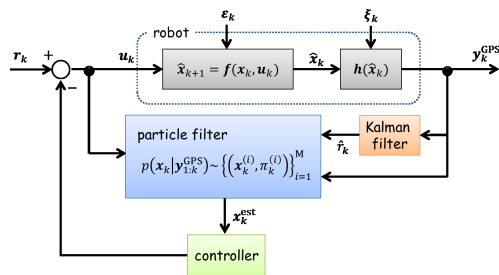 ε_k
ξ_k
robot
r_k
+
−
u_k
x̂_{k+1} = f(x_k, u_k)
x̂_k
h(x̂_k)
y_k^{GPS}
particle filter
p(x_k|y_{1:k}^{GPS})~{(x_k^{(i)}, π_k^{(i)})}_{i=1}^{M}
r̂_k
Kalman
filter
x_k^{est}
controller